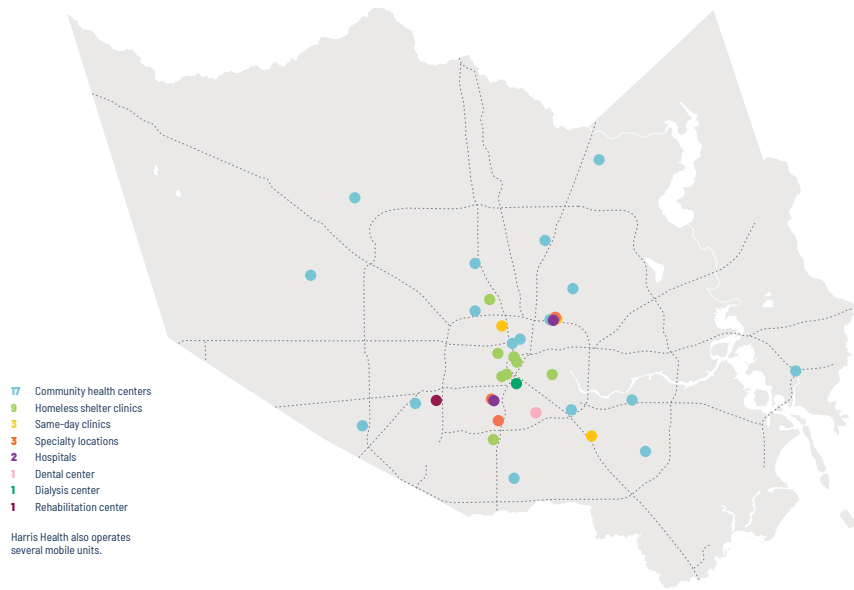 17 Community health centers
9 Homeless shelter clinics
3 Same-day clinics
3 Specialty locations
2 Hospitals
1 Dental center
1 Dialysis center
1 Rehabilitation center
Harris Health also operates
several mobile units.